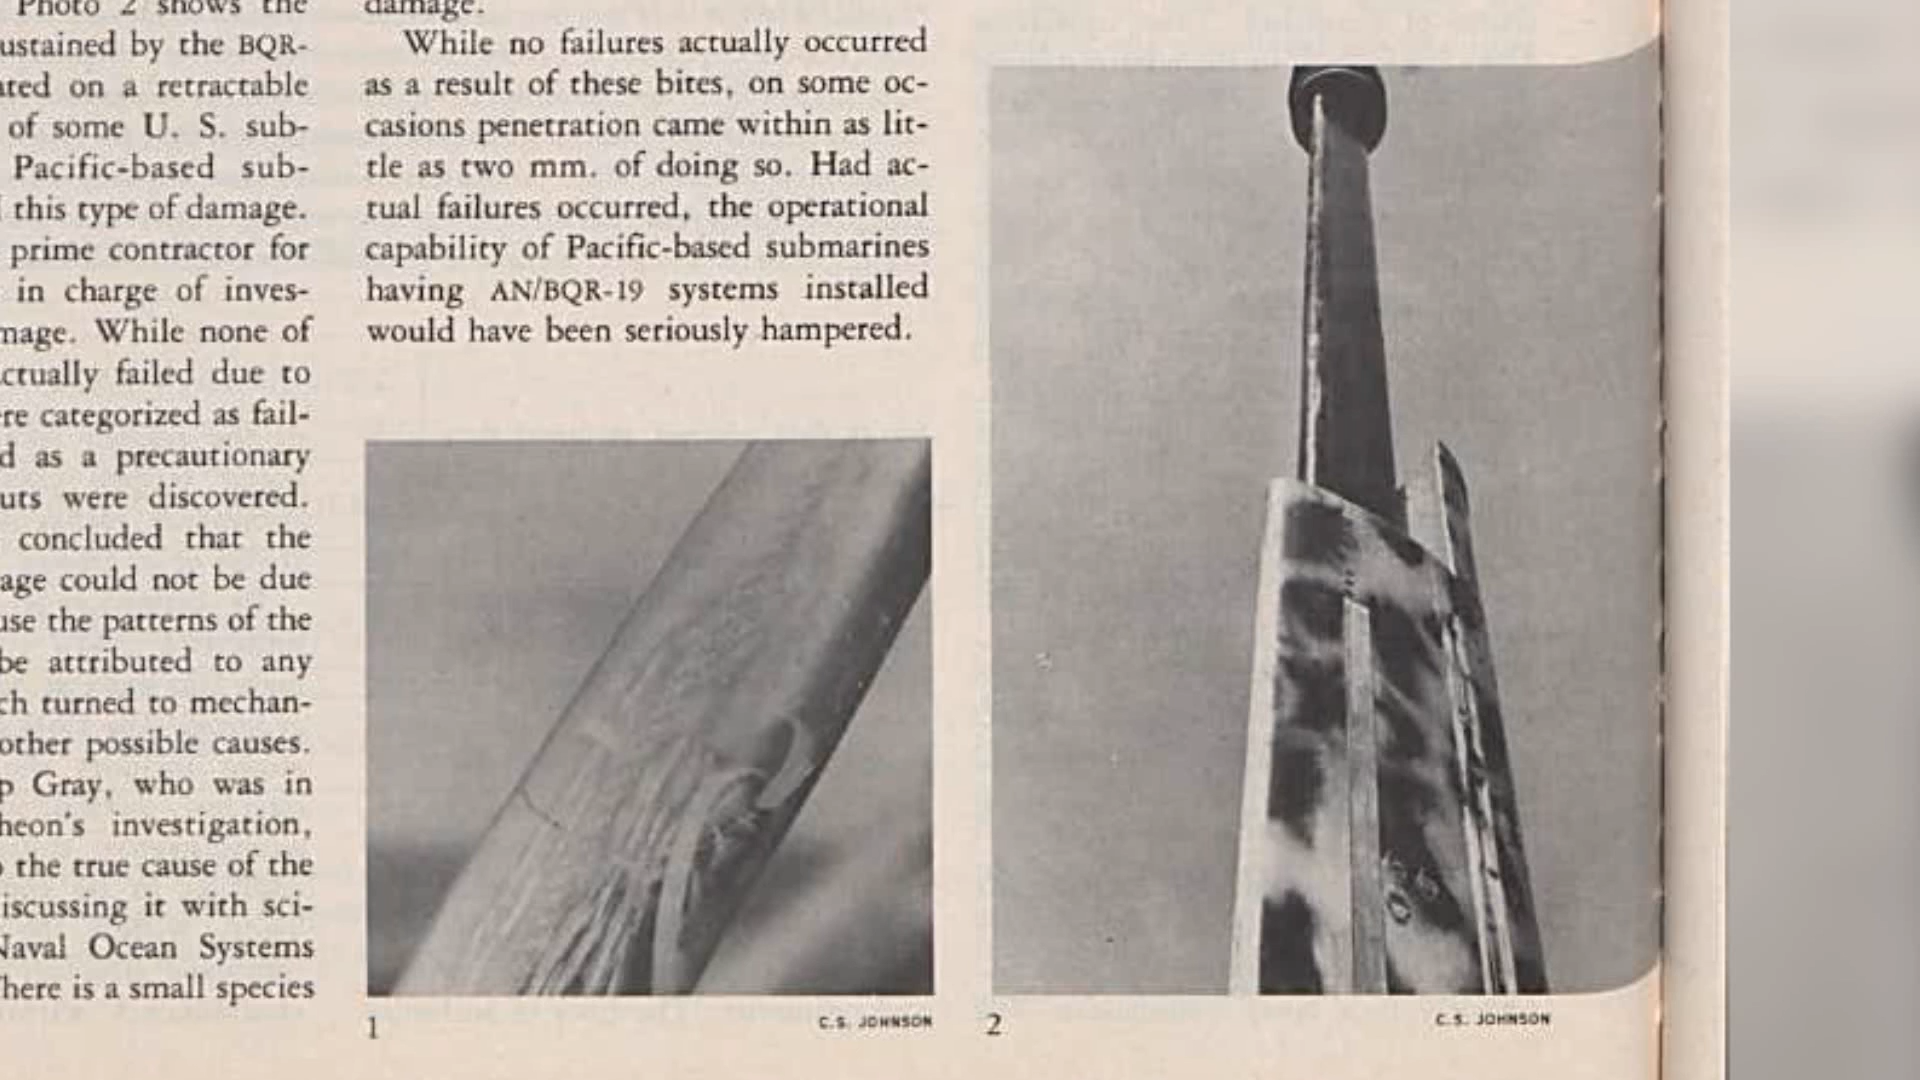 Photo 2 shows the
ustained by the BQR-
ated on a retractable
of some U. S. sub-
Pacific-based sub-
this type of damage.
prime contractor for
in charge of inves-
mage. While none of
ctually failed due to
re categorized as fail-
d as a precautionary
uts were discovered.
concluded that the
age could not be due
use the patterns of the
be attributed to any
ch turned to mechan-
other possible causes.
p Gray, who was in
heon's investigation,
the true cause of the
iscussing it with sci-
Naval Ocean Systems
There is a small species
damage.
While no failures actually occurred
as a result of these bites, on some oc-
casions penetration came within as lit-
tle as two mm. of doing so. Had ac-
tual failures occurred, the operational
capability of Pacific-based submarines
having AN/BQR-19 systems installed
would have been seriously hampered.
1
C.S. JOHNSON
2
C.S. JOHNSON